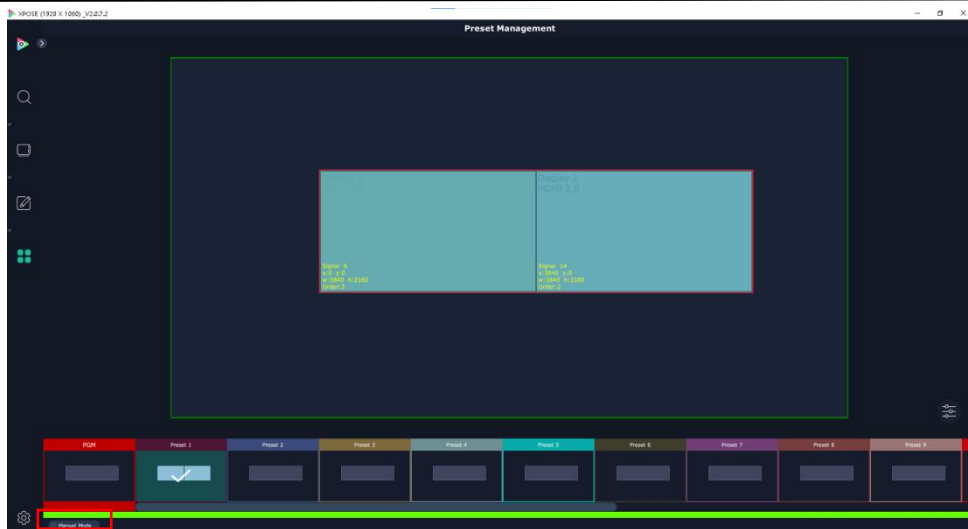 XPOSE (1920 X 1080)_V2.0.7.2
Preset Management
Display 2
HDMI 2.0
Signal 6
x:0 y:0
w:3840 h:2160
Signal 14
x:3840 y:0
w:3840 h:2160
Order:2
PGM
Preset 1
Preset 2
Preset 3
Preset 4
Preset 5
Preset 6
Preset 7
Preset 8
Preset 9
Manual Mode